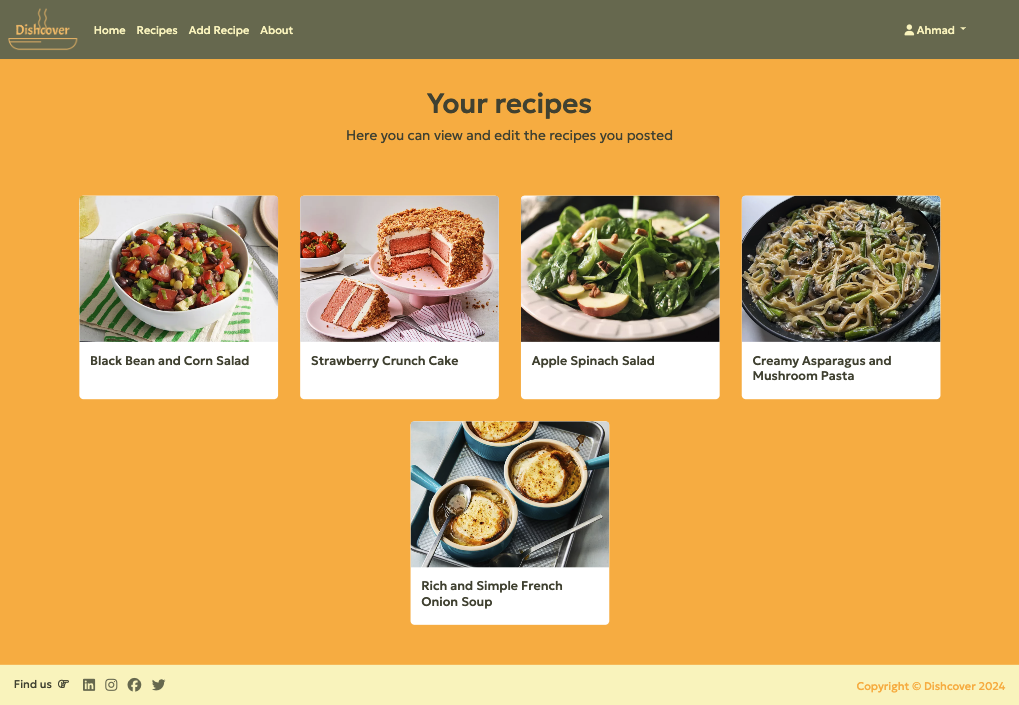 Dishcover
Home Recipes Add Recipe About
Ahmad
Your recipes
Here you can view and edit the recipes you posted
Black Bean and Corn Salad
Strawberry Crunch Cake
Apple Spinach Salad
Creamy Asparagus and
Mushroom Pasta
Rich and Simple French
Onion Soup
Find us
Copyright © Dishcover 2024